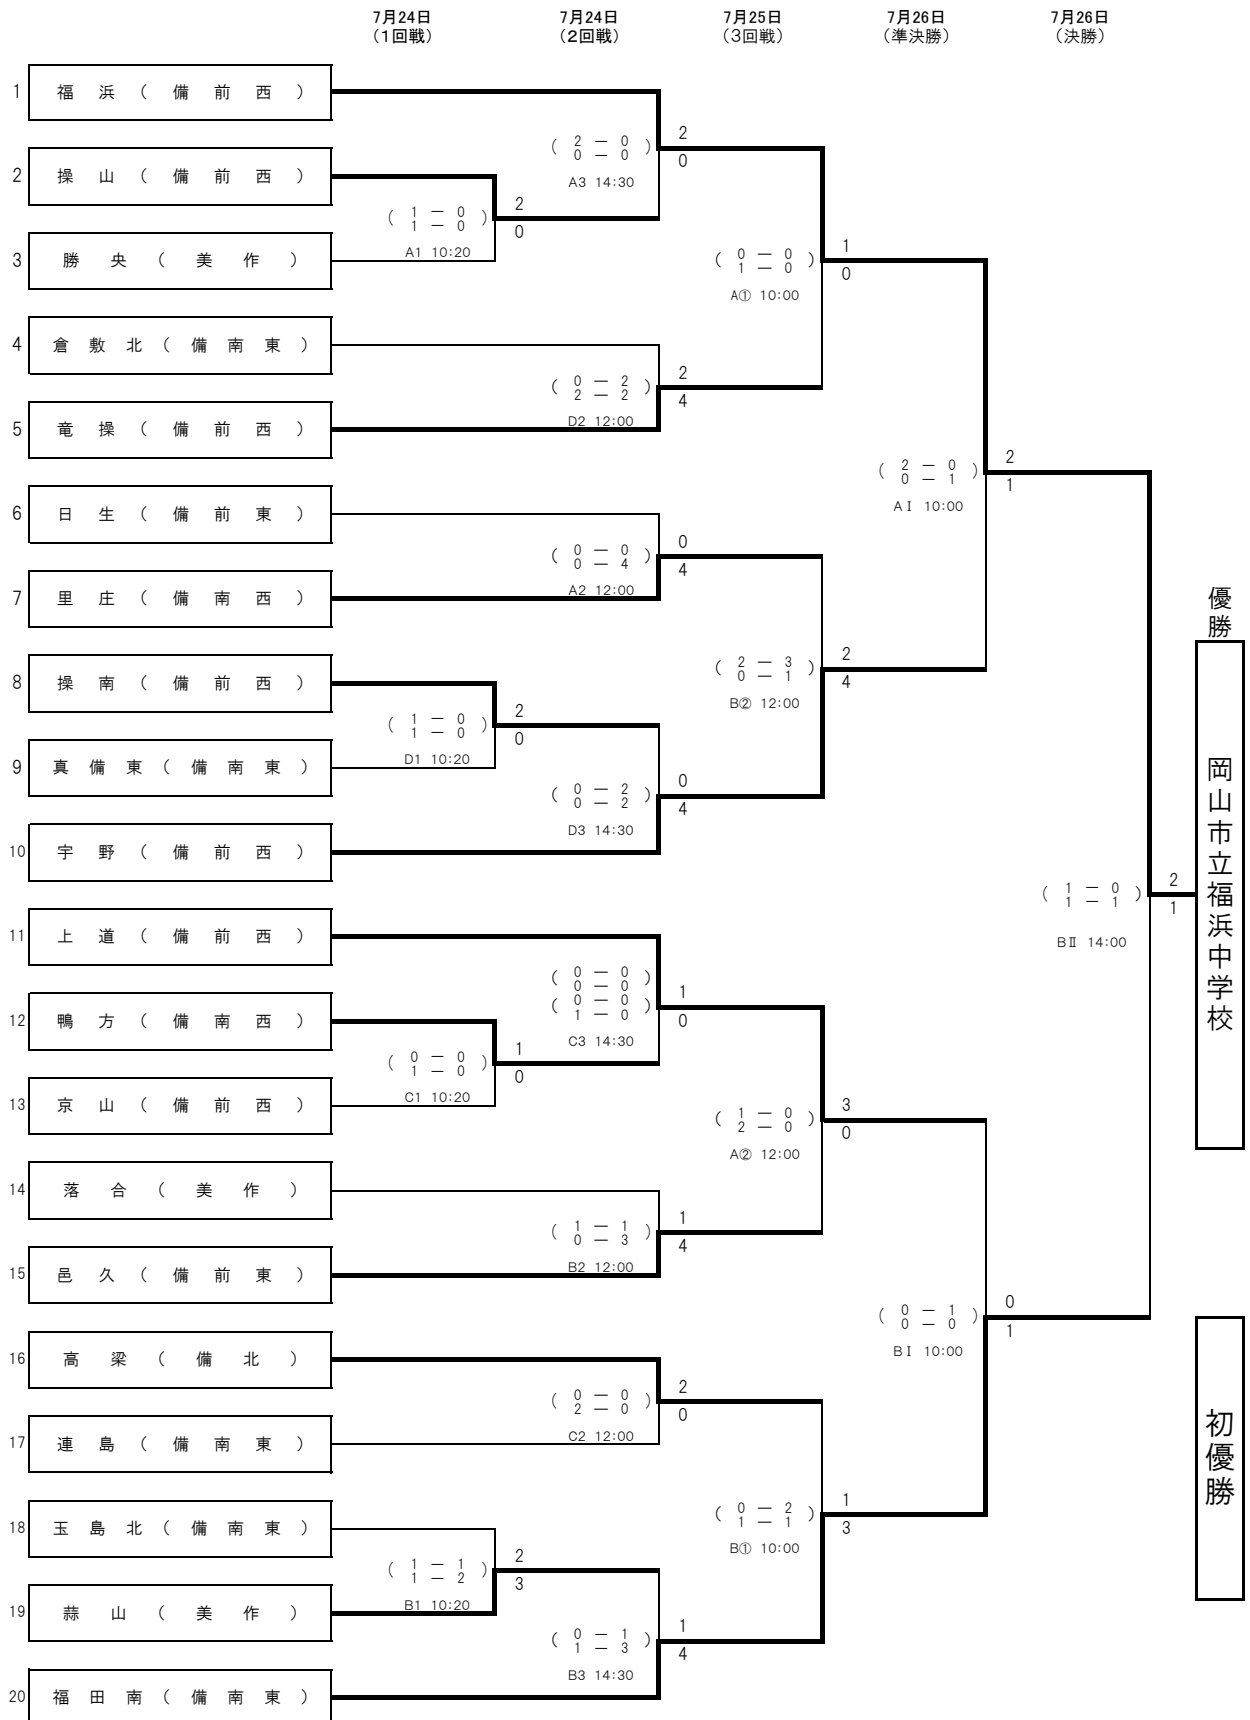 7月24日 7月24日 7月25日 7月26日 7月26日
（1回戦） （2回戦） （3回戦） （準決勝） （決勝）
1 福浜（備前西）
2 － 0
0 － 0
2
0
A3 14:30
2 操山（備前西）
1 － 0
1 － 0
2
0
A1 10:20
3 勝央（美作）
0 － 0
1 － 0
1
0
A① 10:00
4 倉敷北（備南東）
0 － 2
2 － 2
2
4
D2 12:00
5 竜操（備前西）
2 － 0
0 － 1
2
1
AⅠ 10:00
6 日生（備前東）
0 － 0
0 － 4
0
4
A2 12:00
7 里庄（備南西）
2 － 3
0 － 1
2
4
B② 12:00
8 操南（備前西）
1 － 0
1 － 0
2
0
D1 10:20
9 真備東（備南東）
0 － 2
0 － 2
0
4
D3 14:30
10 宇野（備前西）
1 － 0
1 － 1
2
1
BⅡ 14:00
優勝
岡山市立福浜中学校
11 上道（備前西）
0 － 0
0 － 0
0 － 0
1 － 0
1
0
C3 14:30
12 鴨方（備南西）
0 － 0
1 － 0
1
0
C1 10:20
13 京山（備前西）
1 － 0
2 － 0
3
0
A② 12:00
14 落合（美作）
1 － 1
0 － 3
1
4
B2 12:00
15 邑久（備前東）
0 － 1
0 － 0
0
1
BⅠ 10:00
16 高梁（備北）
0 － 0
2 － 0
2
0
C2 12:00
17 連島（備南東）
0 － 2
1 － 1
1
3
B① 10:00
初優勝
18 玉島北（備南東）
1 － 1
1 － 2
2
3
B1 10:20
19 蒜山（美作）
0 － 1
1 － 3
1
4
B3 14:30
20 福田南（備南東）